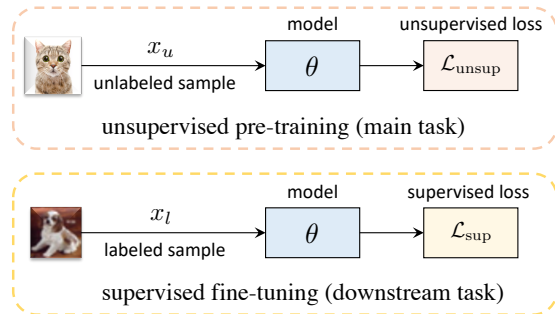 model
unsupervised loss
x_u
θ
ℒ_unsup
unlabeled sample
unsupervised pre-training (main task)
model
supervised loss
x_l
θ
ℒ_sup
labeled sample
supervised fine-tuning (downstream task)